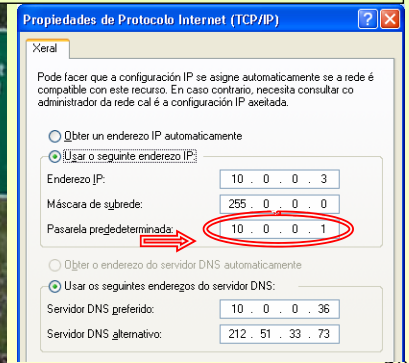 Propiedades de Protocolo Internet (TCP/IP)
Xeral
Pode facer que a configuración IP se asigne automaticamente se a rede é
compatible con este recurso. En caso contrario, necesita consultar co
administrador da rede cal é a configuración IP axeitada.
Obter un enderezo IP automaticamente
Usar o seguinte enderezo IP:
Enderezo IP: 10 . 0 . 0 . 3
Máscara de subrede: 255 . 0 . 0 . 0
Pasarela prededeterminada: 10 . 0 . 0 . 1
Obter o enderezo do servidor DNS automaticamente
Usar os seguintes enderezos do servidor DNS:
Servidor DNS preferido: 10 . 0 . 0 . 36
Servidor DNS alternativo: 212 . 51 . 33 . 73